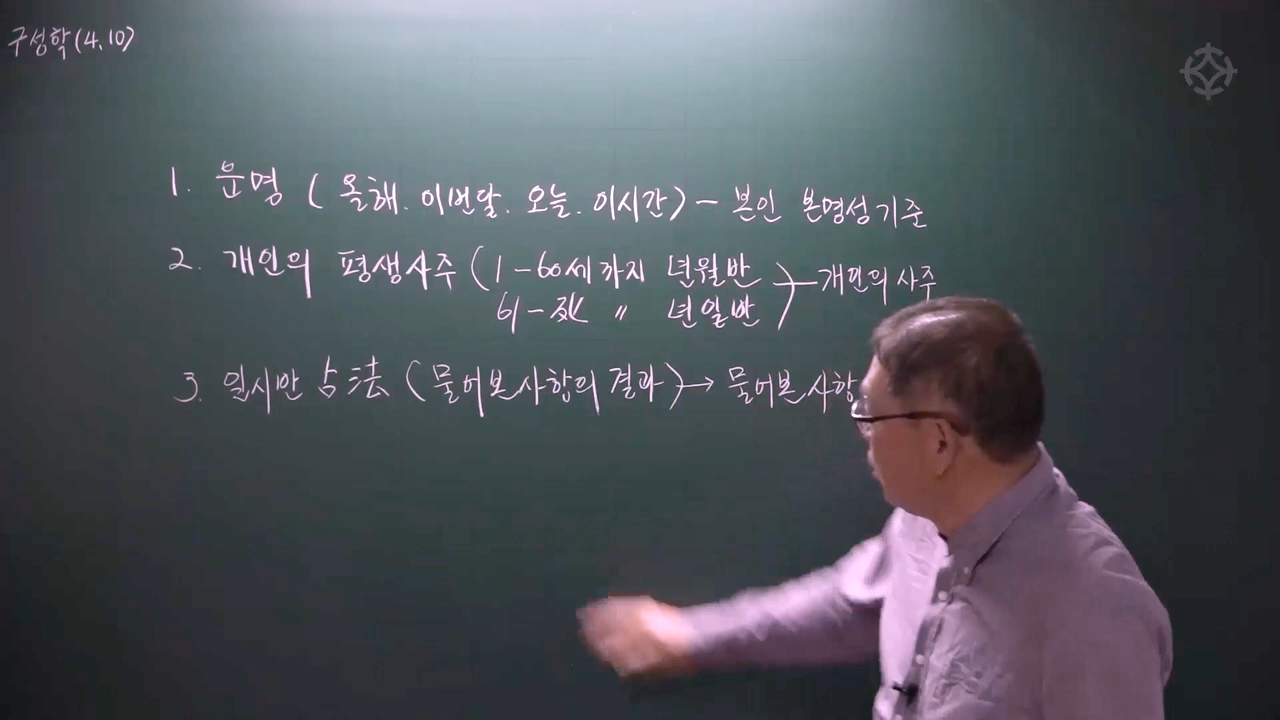 구성학(4.10)
1. 운명 (올해. 이번달. 오늘. 이시간) - 본인 본명성 기준
2. 개인의 평생사주 (1-60세까지 년월반) - 개인의 사주
61-死 〃 년일반
3. 일시반 占法 (물어본사항의 결과) → 물어본사항